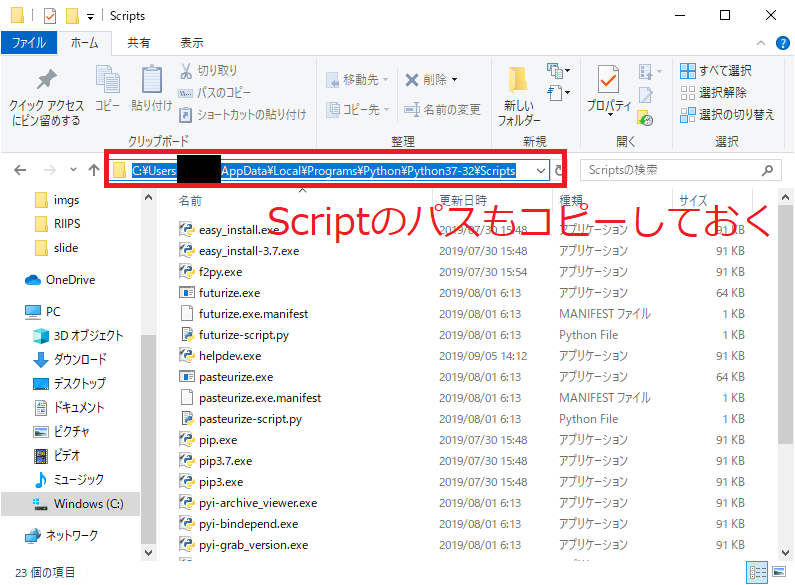 Scripts
ファイル ホーム 共有 表示
クイック アクセスにピン留めする
コピー
貼り付け
切り取り
パスのコピー
ショートカットの貼り付け
クリップボード
移動先
コピー先
削除
名前の変更
整理
新しいフォルダー
新規
プロパティ
開く
すべて選択
選択解除
選択の切り替え
選択
C:¥Users AppData¥Local¥Programs¥Python¥Python37-32¥Scripts
Scriptsの検索
Scriptのパスもコピーしておく
imgs
RIIPS
slide
OneDrive
PC
3D オブジェクト
ダウンロード
デスクトップ
ドキュメント
ピクチャ
ビデオ
ミュージック
Windows (C:)
ネットワーク
名前 更新日時 種類 サイズ
easy_install.exe 2019/07/30 15:48 アプリケーション 91 KB
easy_install-3.7.exe 2019/07/30 15:48 アプリケーション 91 KB
f2py.exe 2019/07/30 15:54 アプリケーション 91 KB
futurize.exe 2019/08/01 6:13 アプリケーション 64 KB
futurize.exe.manifest 2019/08/01 6:13 MANIFEST ファイル 1 KB
futurize-script.py 2019/08/01 6:13 Python File 1 KB
helpdev.exe 2019/09/05 14:12 アプリケーション 91 KB
pasteurize.exe 2019/08/01 6:13 アプリケーション 64 KB
pasteurize.exe.manifest 2019/08/01 6:13 MANIFEST ファイル 1 KB
pasteurize-script.py 2019/08/01 6:13 Python File 1 KB
pip.exe 2019/07/30 15:48 アプリケーション 91 KB
pip3.7.exe 2019/07/30 15:48 アプリケーション 91 KB
pip3.exe 2019/07/30 15:48 アプリケーション 91 KB
pyi-archive_viewer.exe 2019/08/01 6:13 アプリケーション 91 KB
pyi-bindepend.exe 2019/08/01 6:13 アプリケーション 91 KB
pyi-grab_version.exe 2019/08/01 6:13 アプリケーション 91 KB
23 個の項目